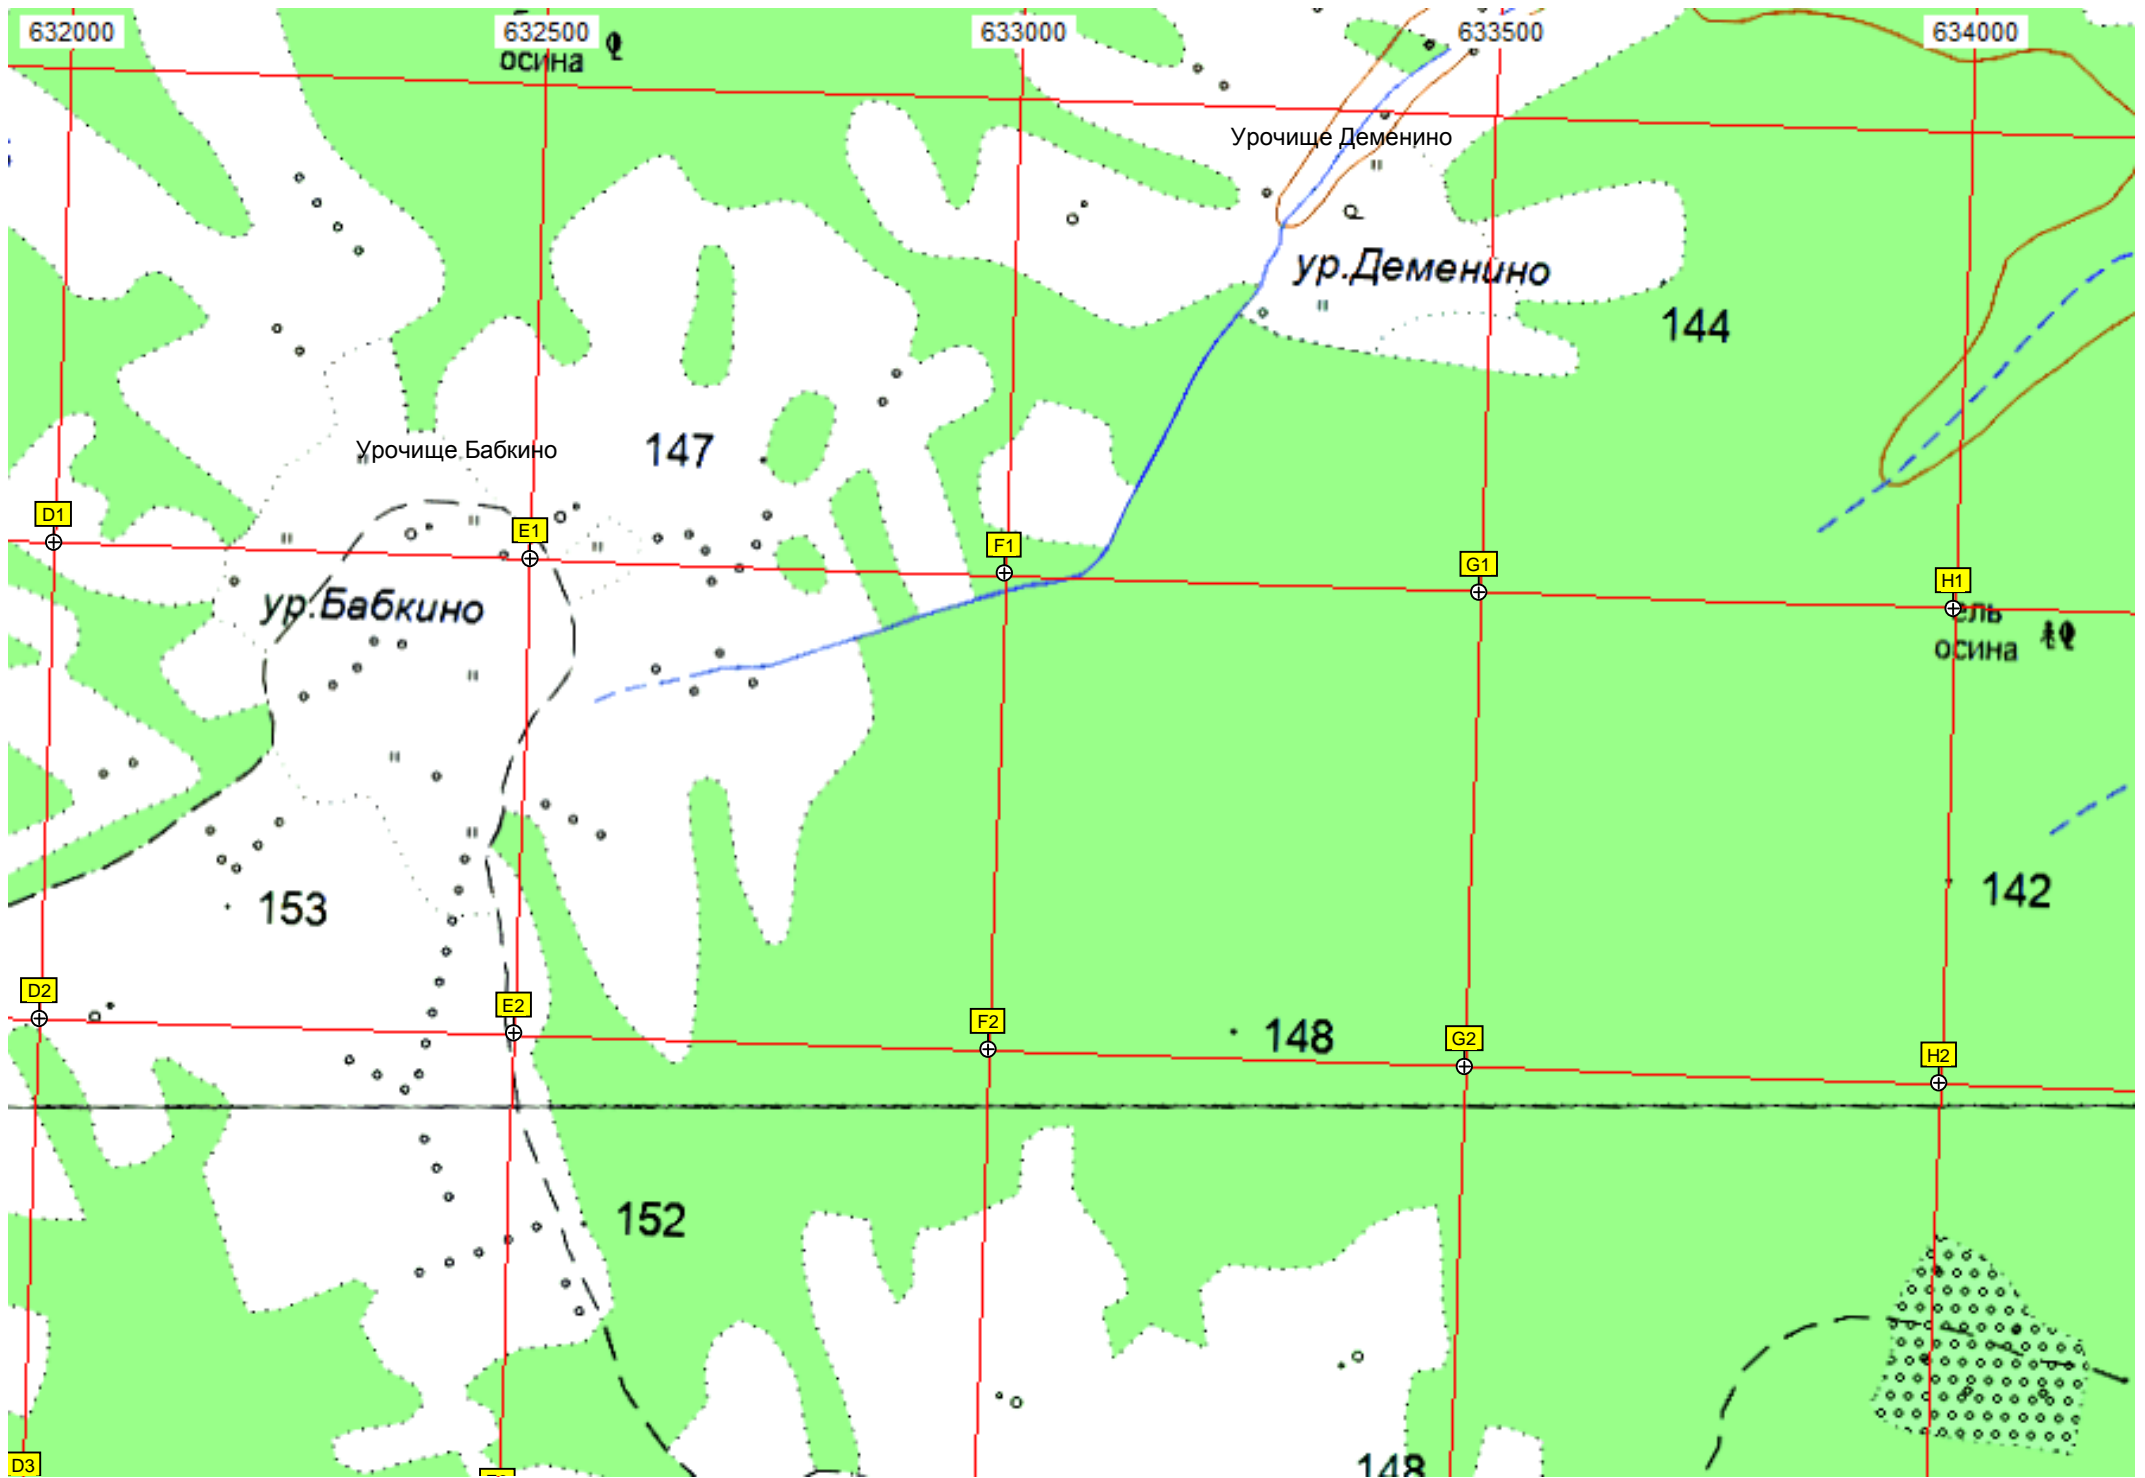 632000
632500
633000
633500
634000
осина
Урочище Деменино
ур.Деменино
144
Урочище Бабкино
147
D1
E1
F1
G1
H1
ель
осина
ур.Бабкино
153
142
D2
E2
F2
G2
H2
148
152
D3
148